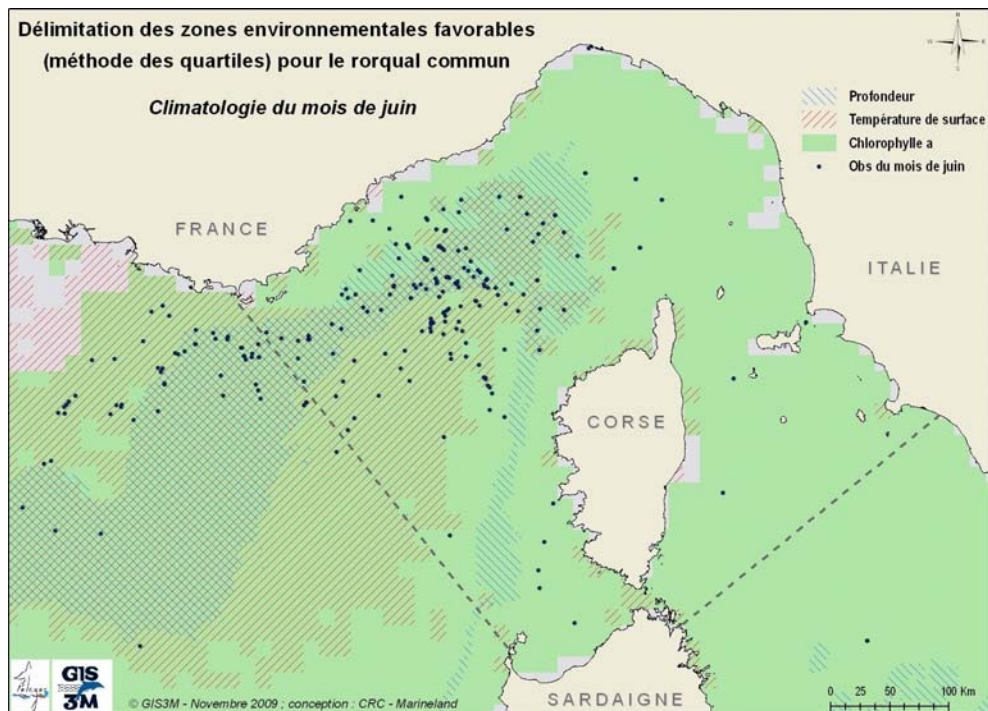 Délimitation des zones environnementales favorables
(méthode des quartiles) pour le rorqual commun
Climatologie du mois de juin
N
W E
S
Profondeur
Température de surface
Chlorophylle a
Obs du mois de juin
FRANCE
ITALIE
CORSE
SARDAIGNE
GIS
3M
© GIS3M - Novembre 2009 ; conception : CRC - Marineland
0 25 50 100 Km